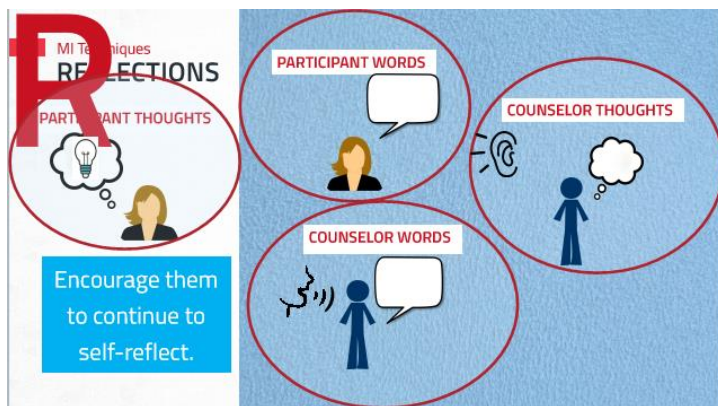 R
MI Techniques
REFLECTIONS
PARTICIPANT THOUGHTS
Encourage them
to continue to
self-reflect.
PARTICIPANT WORDS
COUNSELOR THOUGHTS
COUNSELOR WORDS